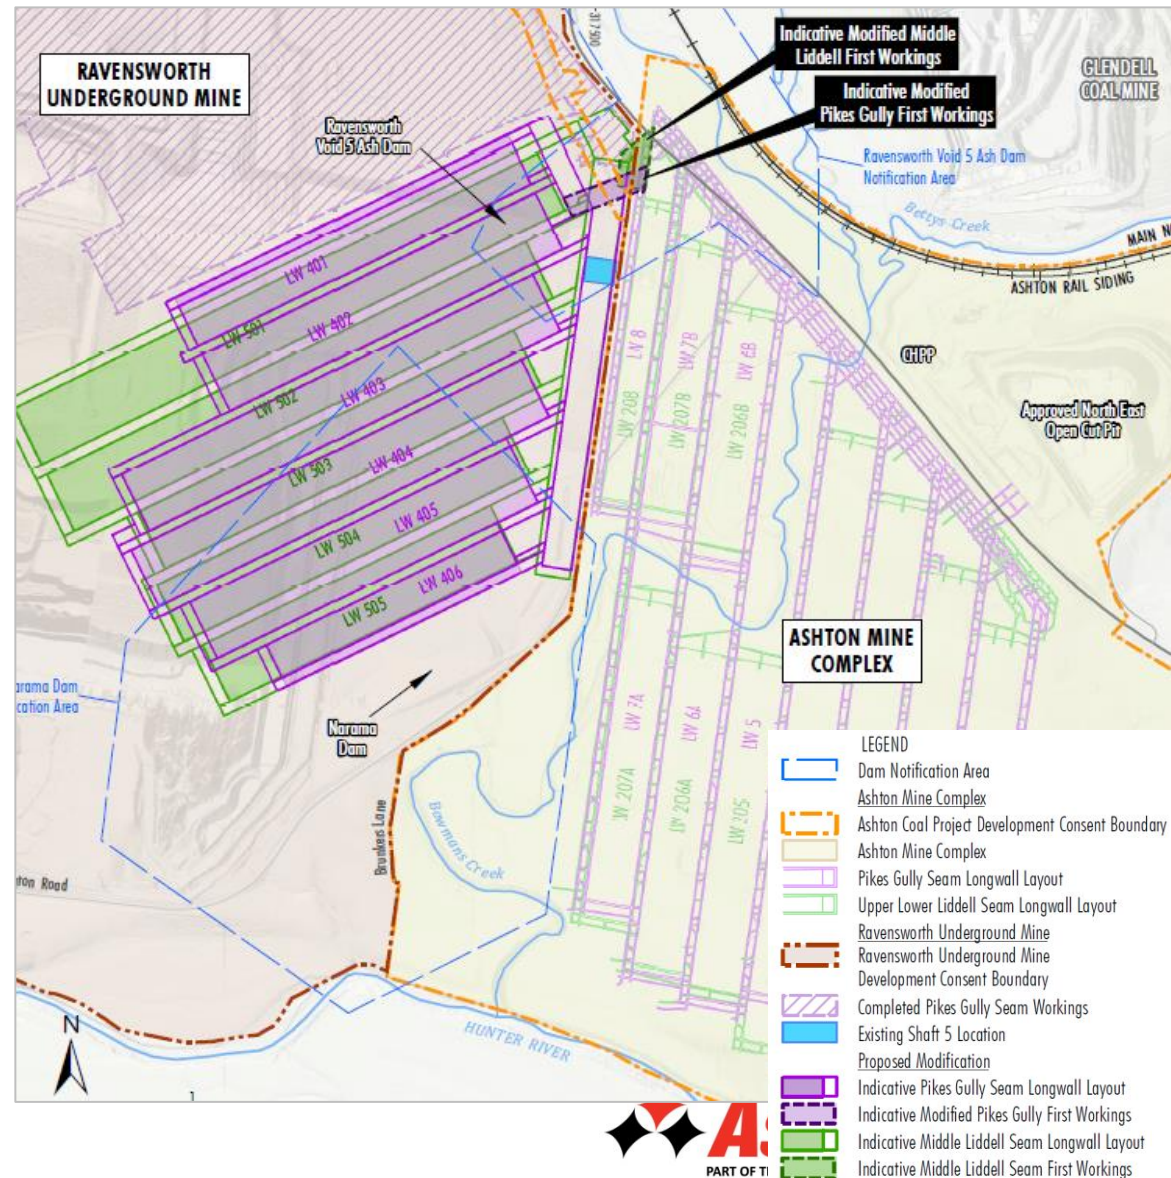 RAVENSWORTH
UNDERGROUND MINE
-317500
Indicative Modified Middle
Liddell First Workings
Indicative Modified
Pikes Gully First Workings
GLENDELL
COAL MINE
Ravensworth
Void 5 Ash Dam
Ravensworth Void 5 Ash Dam
Notification Area
Bettys Creek
MAIN
ASHTON RAIL SIDING
CHPP
Approved North East
Open Cut Pit
LW 401
LW 402
LW 403
LW 404
LW 405
LW 406
LW 501
LW 502
LW 503
LW 504
LW 505
LW 8
LW 7B
LW 6B
LW 208
LW 207B
LW 206B
ASHTON MINE
COMPLEX
LW 7A
LW 6A
LW 5
LW 207A
LW 206A
LW 205
arama Dam
cation Area
Narama
Dam
Brunkers Lane
Bowmans Creek
ton Road
HUNTER RIVER
N
1
LEGEND
Dam Notification Area
Ashton Mine Complex
Ashton Coal Project Development Consent Boundary
Ashton Mine Complex
Pikes Gully Seam Longwall Layout
Upper Lower Liddell Seam Longwall Layout
Ravensworth Underground Mine
Ravensworth Underground Mine
Development Consent Boundary
Completed Pikes Gully Seam Workings
Existing Shaft 5 Location
Proposed Modification
Indicative Pikes Gully Seam Longwall Layout
Indicative Modified Pikes Gully First Workings
Indicative Middle Liddell Seam Longwall Layout
Indicative Middle Liddell Seam First Workings
PART OF